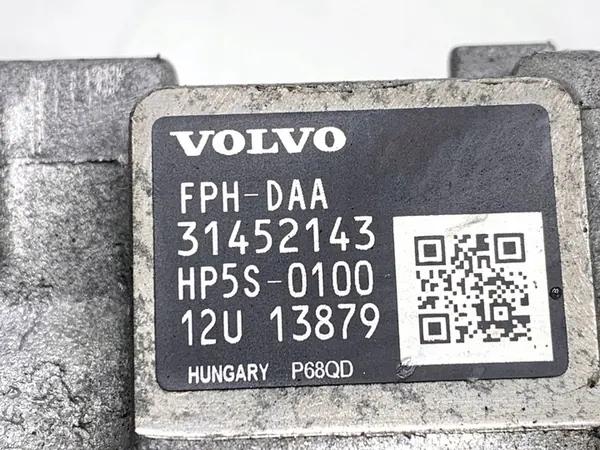 VOLVO
FPH-DAA
31452143
HP5S-0100
12U 13879
HUNGARY P68QD